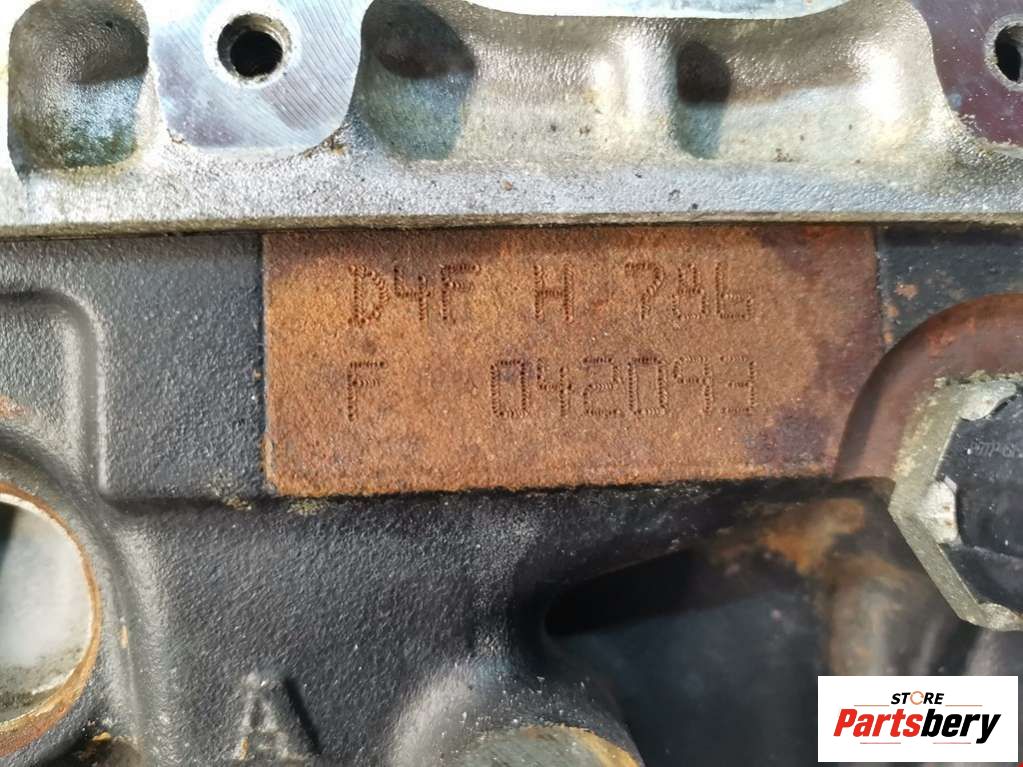 D4F H 786
F 042093
A
STORE
Partsbery